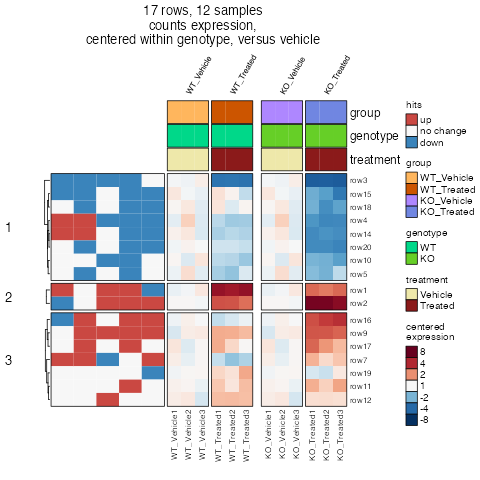 17 rows, 12 samples
counts expression,
centered within genotype, versus vehicle
WT_Vehicle
WT_Treated
KO_Vehicle
KO_Treated
group
genotype
treatment
1
2
3
row3
row15
row18
row4
row14
row20
row10
row5
row1
row2
row16
row9
row17
row7
row19
row11
row12
WT_Vehicle1
WT_Vehicle2
WT_Vehicle3
WT_Treated1
WT_Treated2
WT_Treated3
KO_Vehicle1
KO_Vehicle2
KO_Vehicle3
KO_Treated1
KO_Treated2
KO_Treated3
hits
up
no change
down
group
WT_Vehicle
WT_Treated
KO_Vehicle
KO_Treated
genotype
WT
KO
treatment
Vehicle
Treated
centered
expression
8
4
2
1
-2
-4
-8